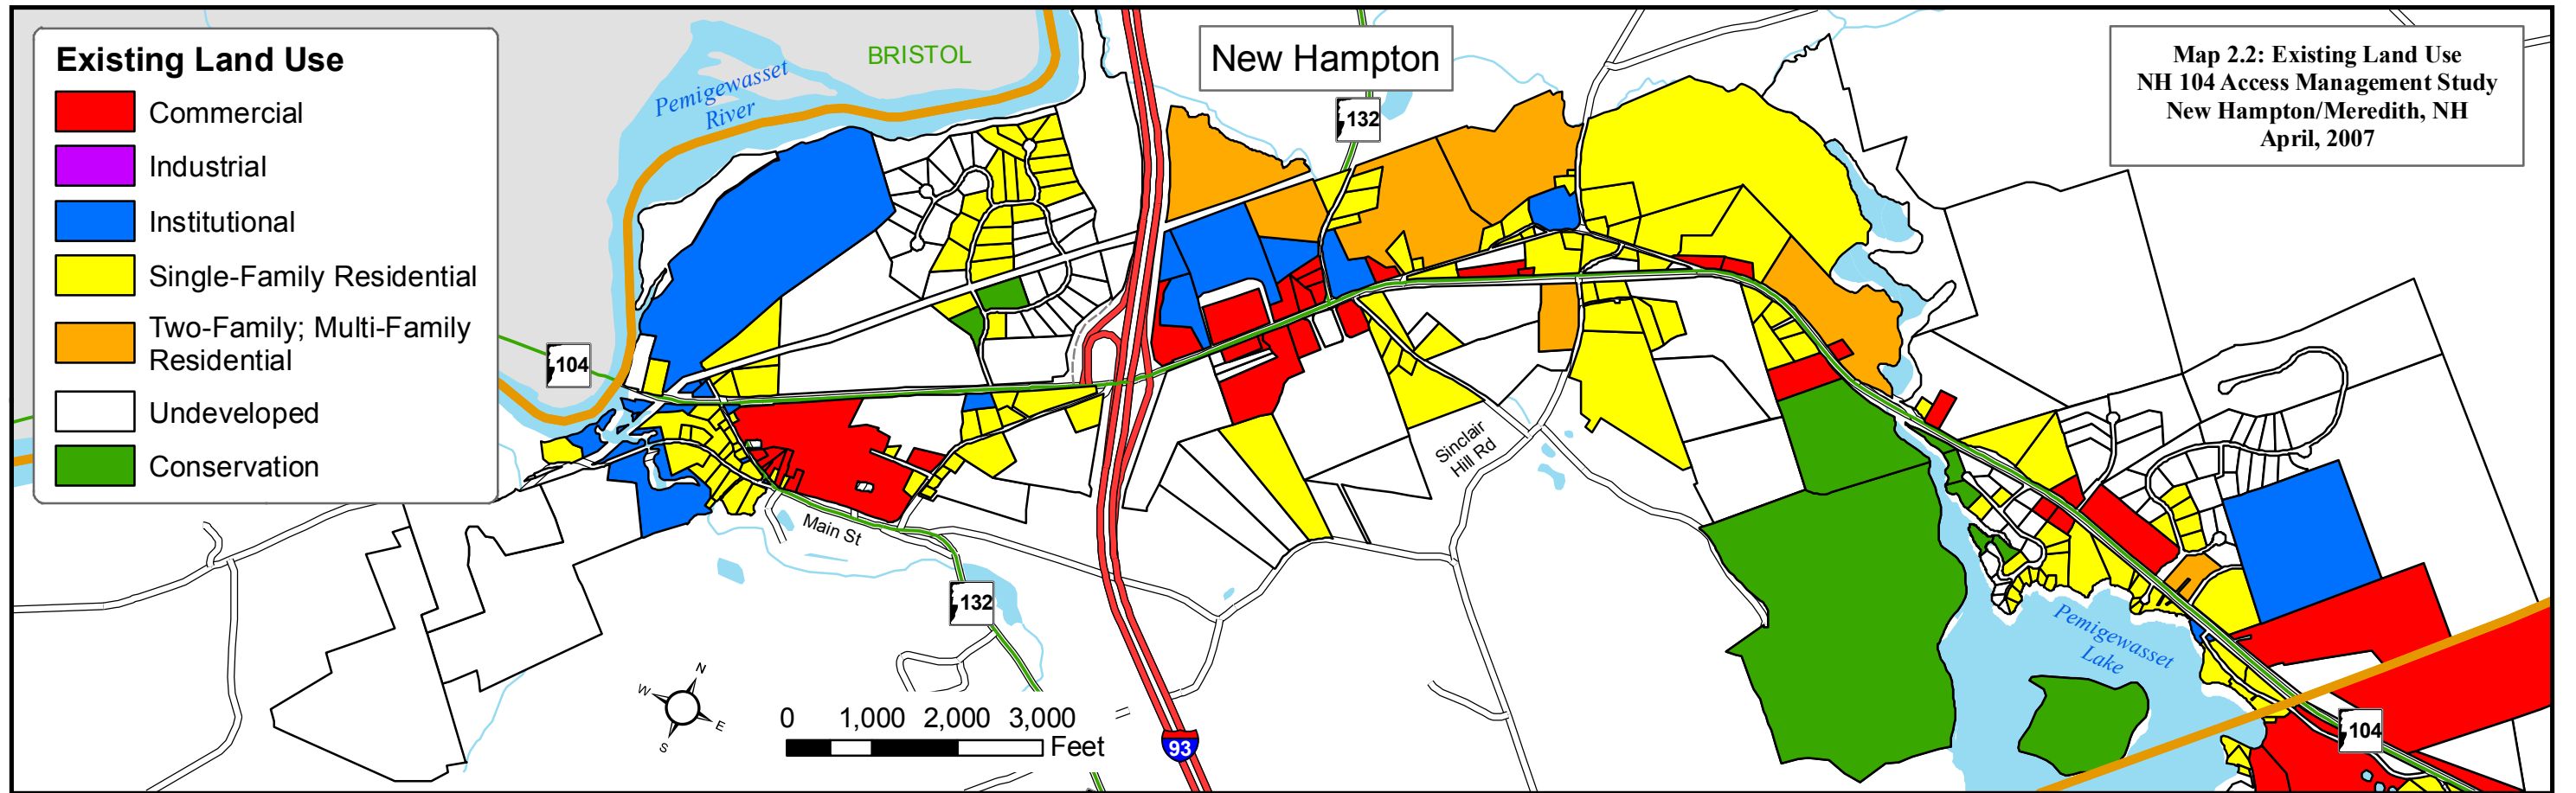 Existing Land Use
Commercial
Industrial
Institutional
Single-Family Residential
Two-Family; Multi-Family
Residential
Undeveloped
Conservation
BRISTOL
Pemigewasset
River
New Hampton
Map 2.2: Existing Land Use
NH 104 Access Management Study
New Hampton/Meredith, NH
April, 2007
132
104
Sinclair
Hill Rd
Main St
132
Pemigewasset
Lake
N
W
E
S
0 1,000 2,000 3,000
Feet
93
104